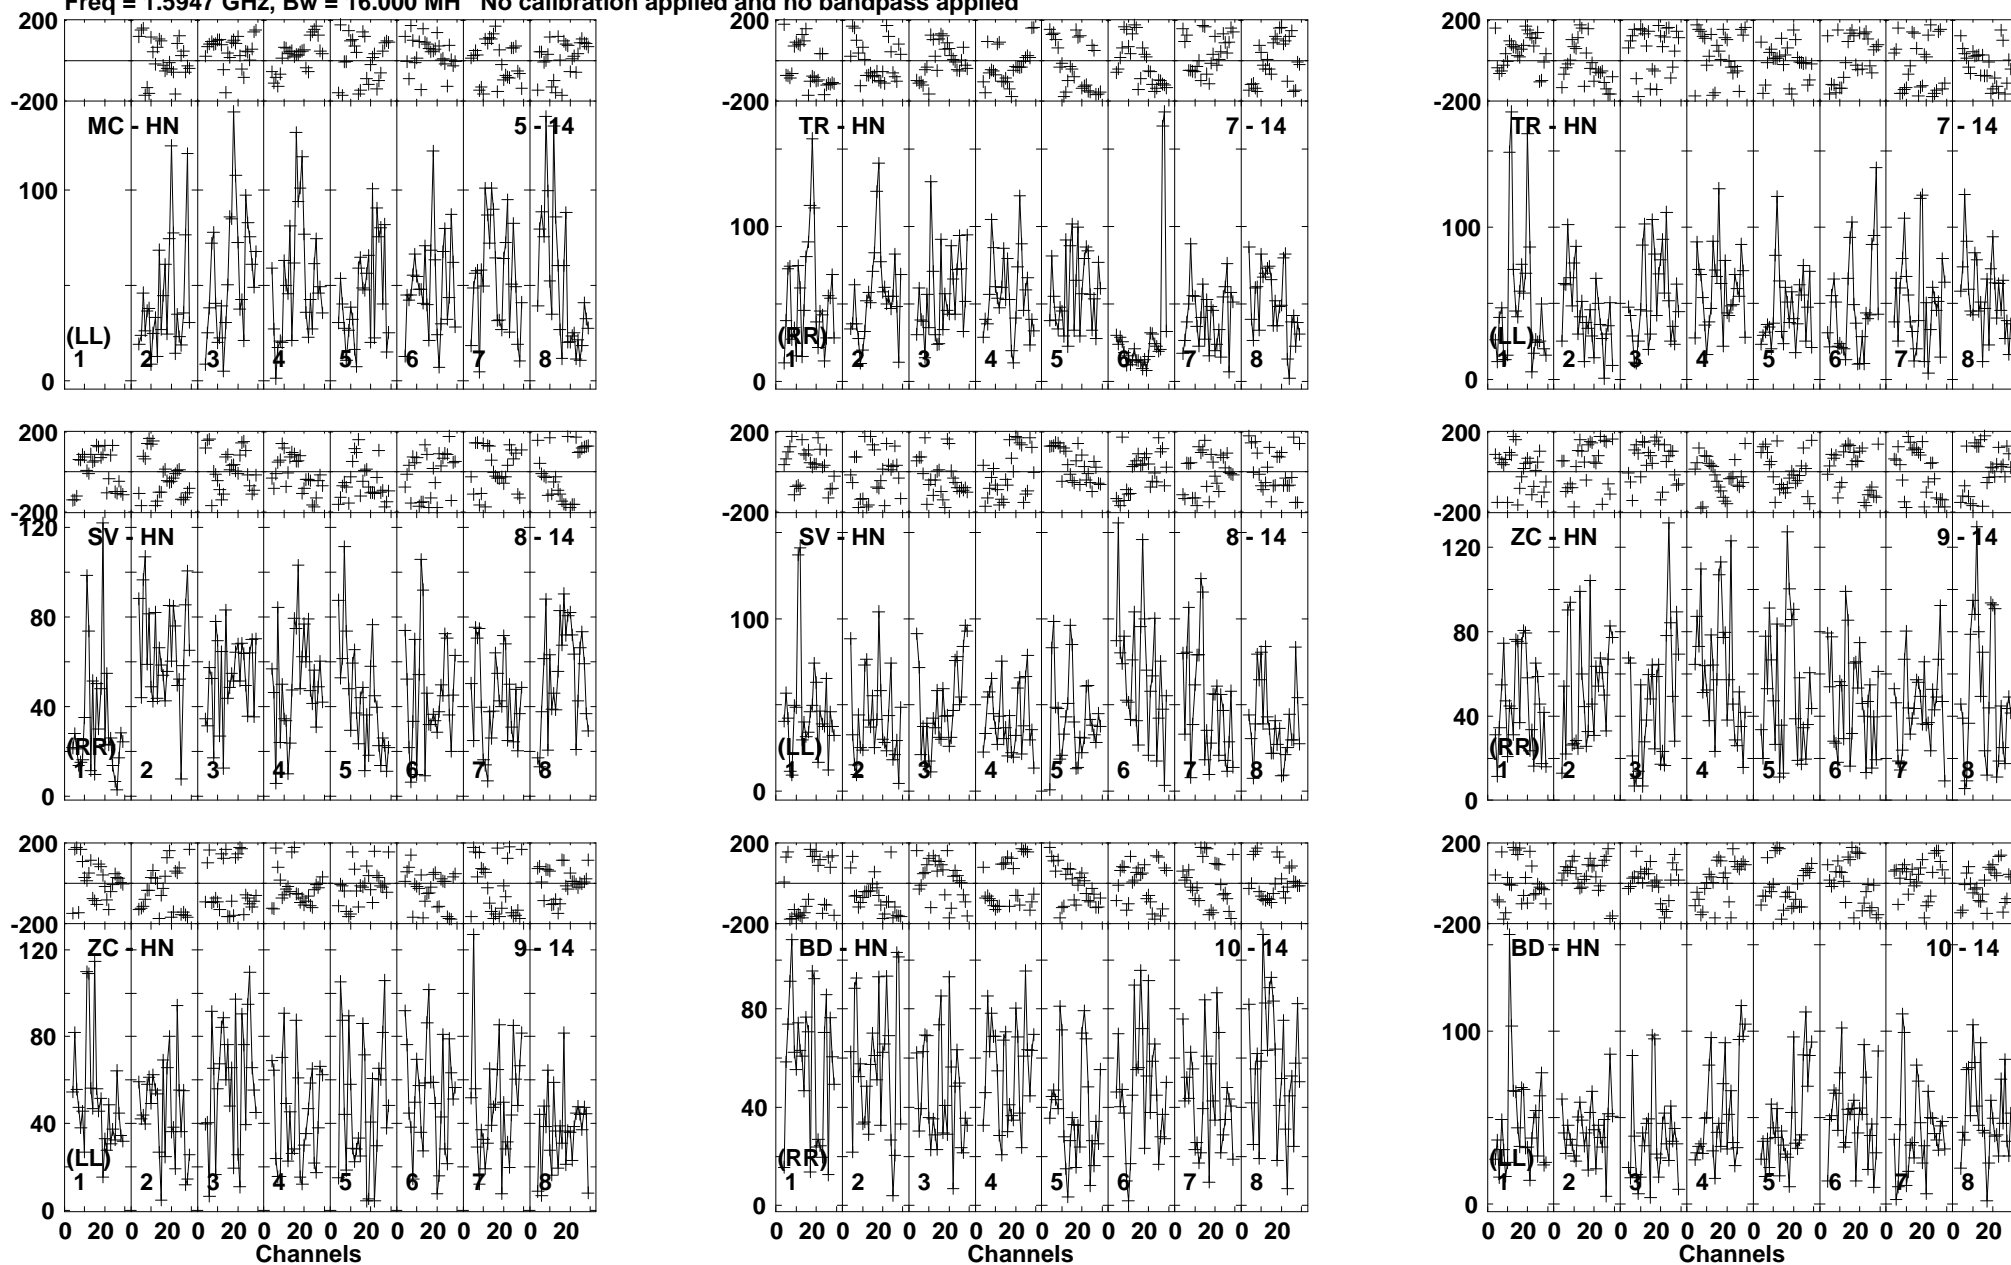 Freq = 1.5947 GHz, Bw = 16.000 MH No calibration applied and no bandpass applied
200 200 200
-200 -200 -200
MC - HN 5 - 14 TR - HN 7 - 14 TR - HN 7 - 14
100 100 100
(LL) (RR) (LL)
1 2 3 4 5 6 7 8 1 2 3 4 5 6 7 8 1 2 3 4 5 6 7 8
0 0 0
200 200 200
-200 -200 -200
120
SV - HN 8 - 14 SV - HN 8 - 14 ZC - HN 9 - 14
120
80 100 80
40 40
(RR) (LL) (RR)
1 2 3 4 5 6 7 8 1 2 3 4 5 6 7 8 1 2 3 4 5 6 7 8
0 0 0
200 200 200
-200 -200 -200
ZC - HN 9 - 14 BD - HN 10 - 14 BD - HN 10 - 14
120
80 80 100
40 40
(LL) (RR) (LL)
1 2 3 4 5 6 7 8 1 2 3 4 5 6 7 8 1 2 3 4 5 6 7 8
0 0 0
0 20 0 20 0 20 0 20 0 20 0 20 0 20 0 20 0 20 0 20 0 20 0 20 0 20 0 20 0 20 0 20 0 20 0 20 0 20 0 20 0 20 0 20 0 20 0 20
Channels Channels Channels